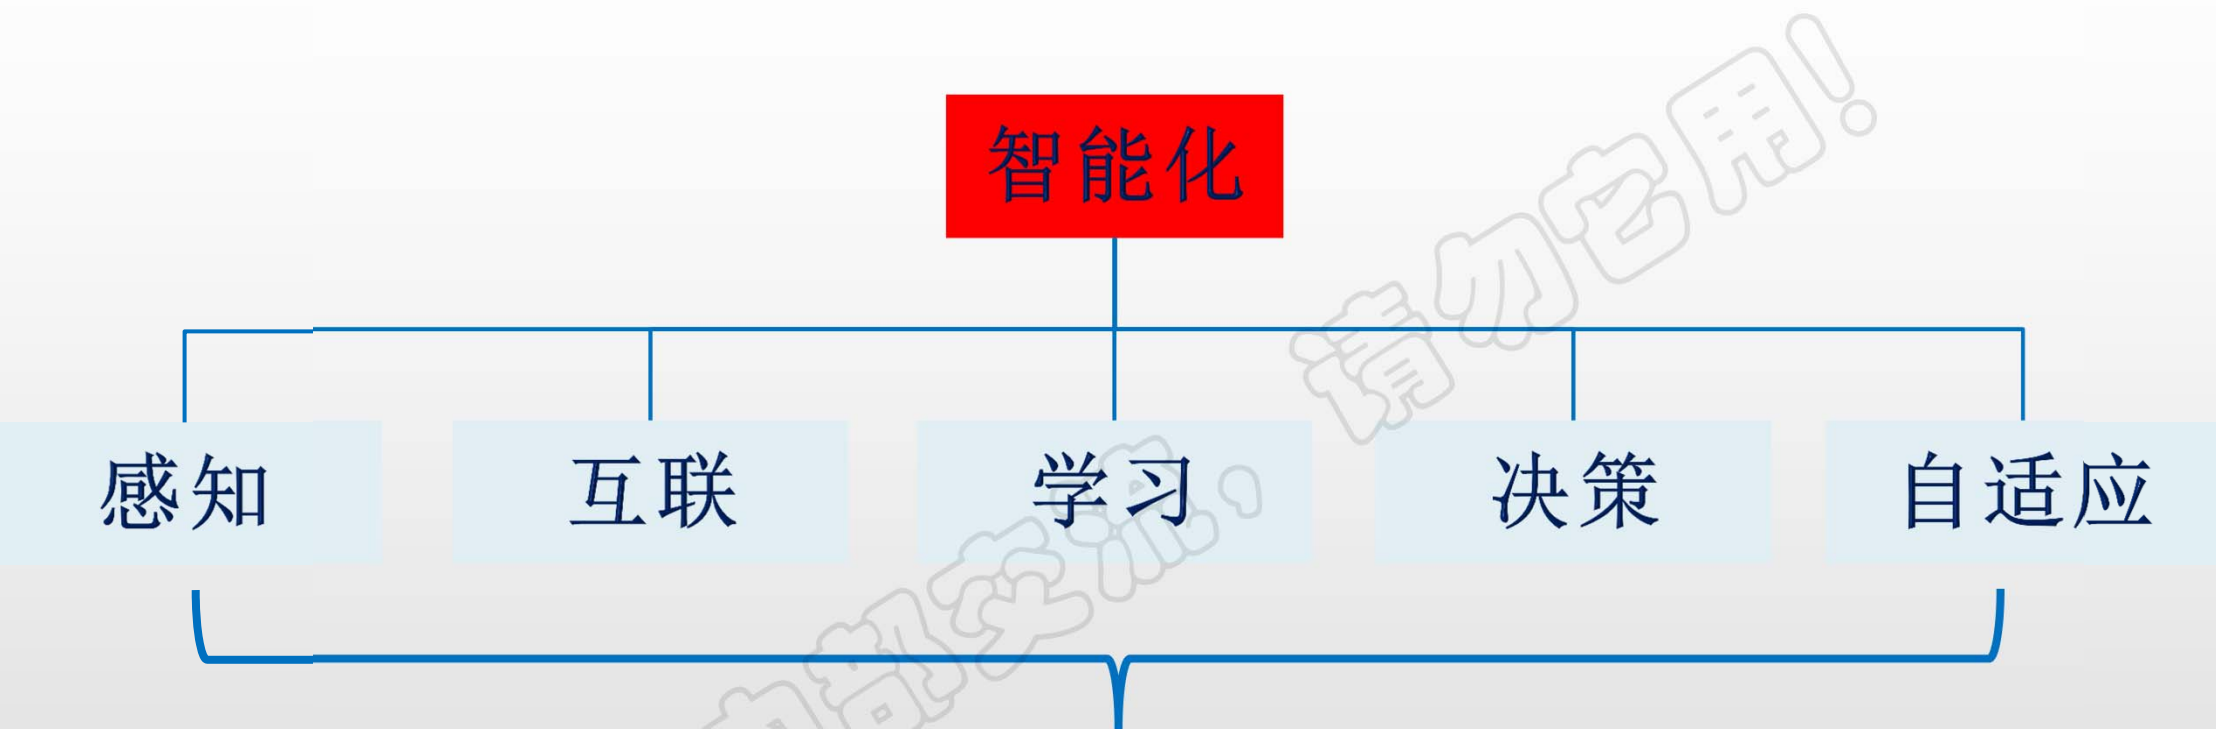 智能化
感知 互联 学习 决策 自适应
部交流，请勿它用！